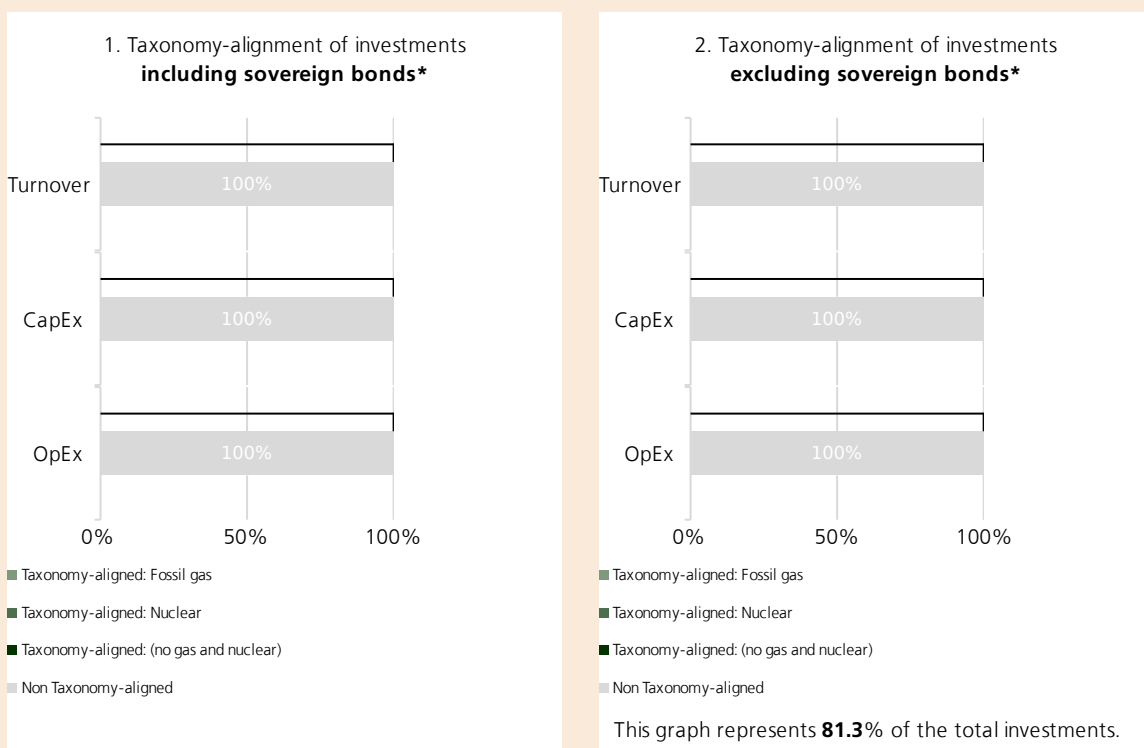 1. Taxonomy-alignment of investments
including sovereign bonds*
Turnover
100%
CapEx
100%
OpEx
100%
0% 50% 100%
Taxonomy-aligned: Fossil gas
Taxonomy-aligned: Nuclear
Taxonomy-aligned: (no gas and nuclear)
Non Taxonomy-aligned
2. Taxonomy-alignment of investments
excluding sovereign bonds*
Turnover
100%
CapEx
100%
OpEx
100%
0% 50% 100%
Taxonomy-aligned: Fossil gas
Taxonomy-aligned: Nuclear
Taxonomy-aligned: (no gas and nuclear)
Non Taxonomy-aligned
This graph represents 81.3% of the total investments.